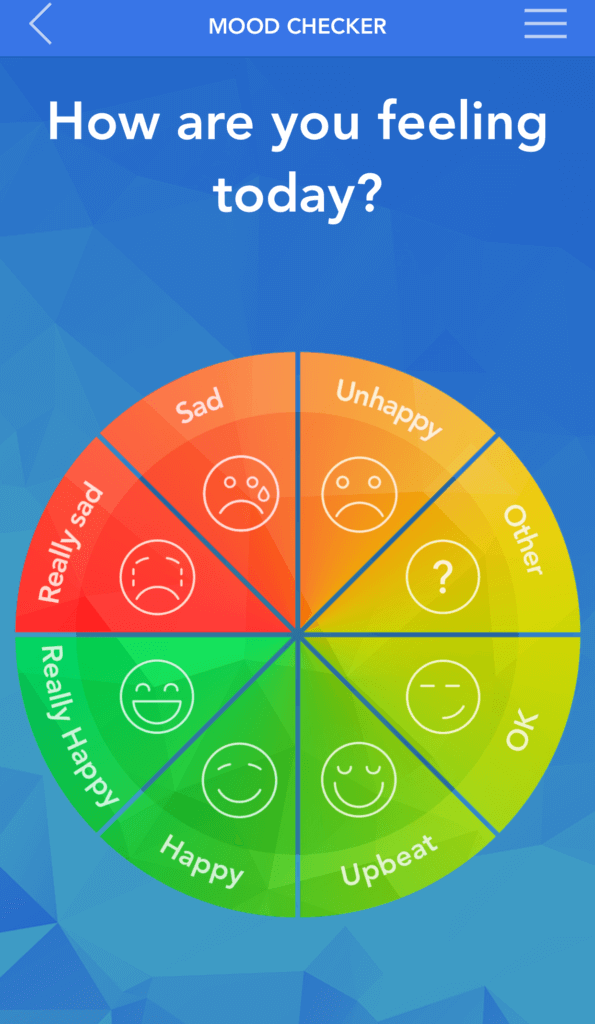 MOOD CHECKER
How are you feeling
today?
Sad
Unhappy
Really sad
Other
?
Really Happy
OK
Happy
Upbeat